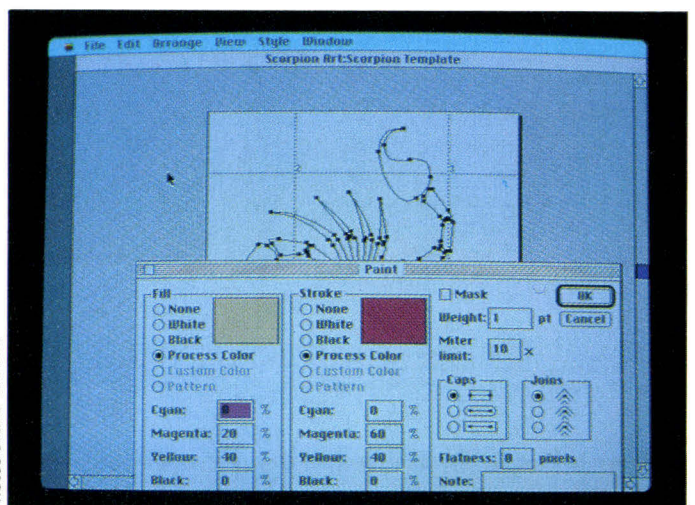 File Edit Arrange View Style Window
Scorpion Art:Scorpion Template
2
3
Paint
Fill
None
White
Black
Process Color
Custom Color
Pattern
Cyan: 0 %
Magenta: 20 %
Yellow: 40 %
Black: 0 %
Stroke
None
White
Black
Process Color
Custom Color
Pattern
Cyan: 0 %
Magenta: 60 %
Yellow: 40 %
Black: 0 %
Mask
OK
Weight: 1 pt Cancel
Miter
limit: 10 x
Caps
Joins
Flatness: 0 pixels
Note: